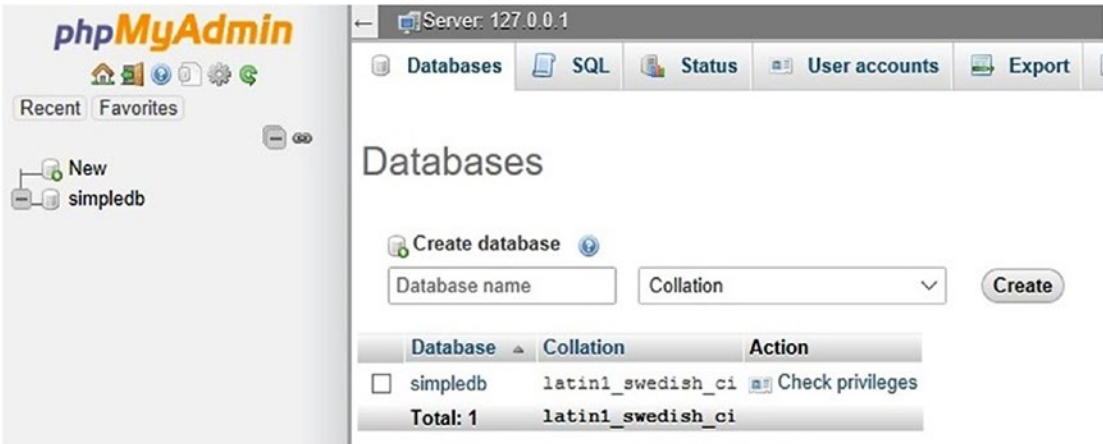 phpMyAdmin
Recent Favorites
New
simpledb
Server: 127.0.0.1
Databases SQL Status User accounts Export
Databases
Create database
Database name Collation Create
Database Collation Action
simpledb latin1_swedish_ci Check privileges
Total: 1 latin1_swedish_ci